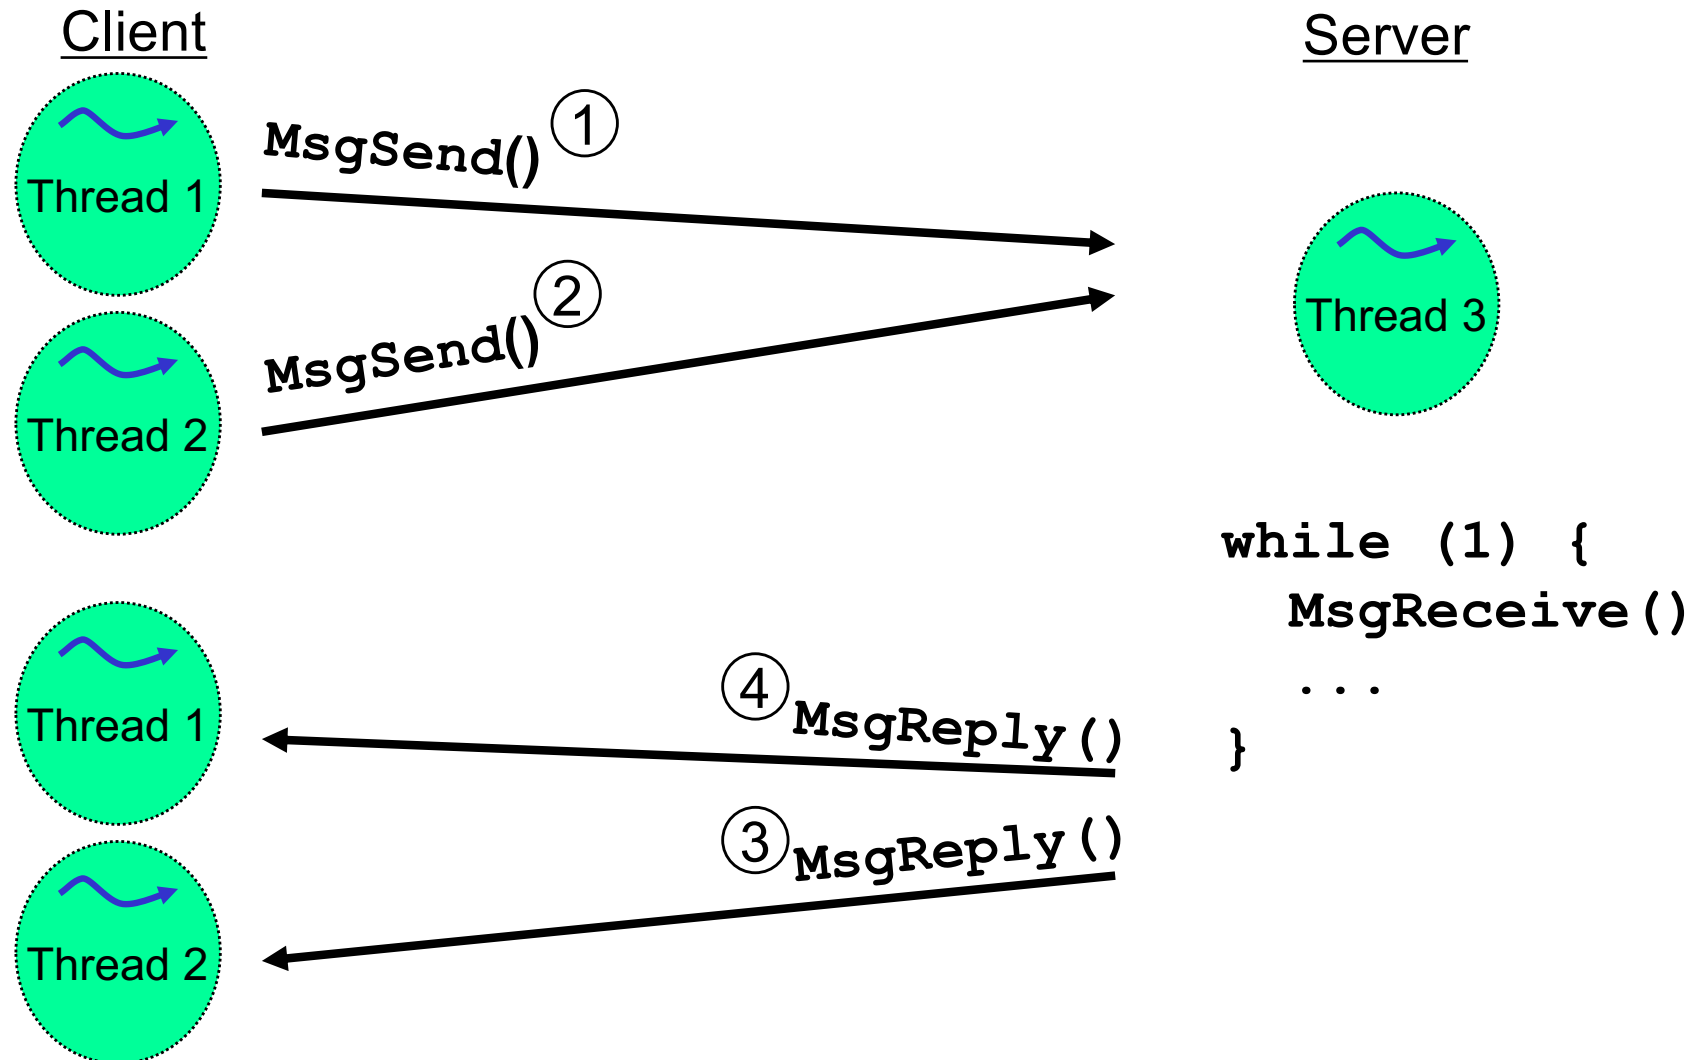 Client
Server
MsgSend() ①
Thread 1
MsgSend() ②
Thread 3
Thread 2
while (1) {
MsgReceive()
...
}
④ MsgReply()
Thread 1
③ MsgReply()
Thread 2